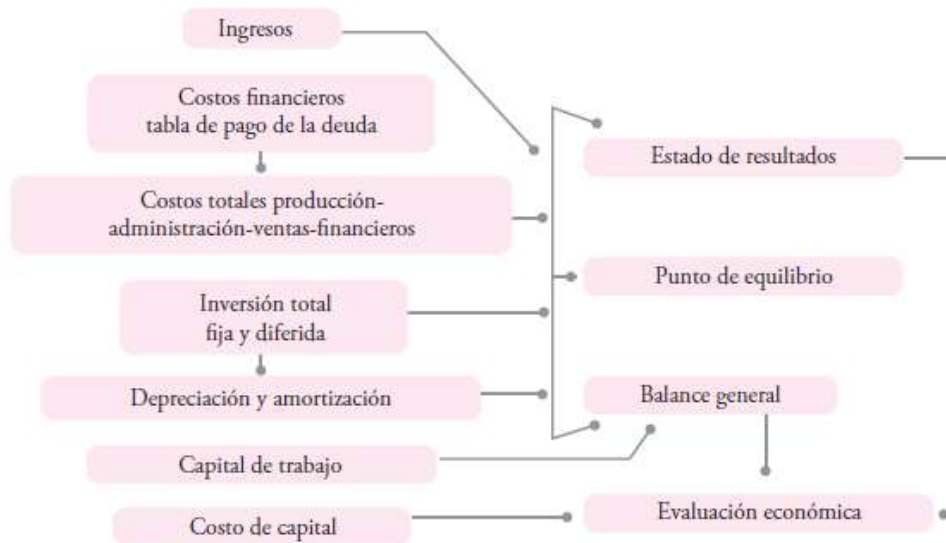 Ingresos
Costos financieros
tabla de pago de la deuda
Costos totales producción-
administración-ventas-financieros
Inversión total
fija y diferida
Depreciación y amortización
Capital de trabajo
Costo de capital
Estado de resultados
Punto de equilibrio
Balance general
Evaluación económica